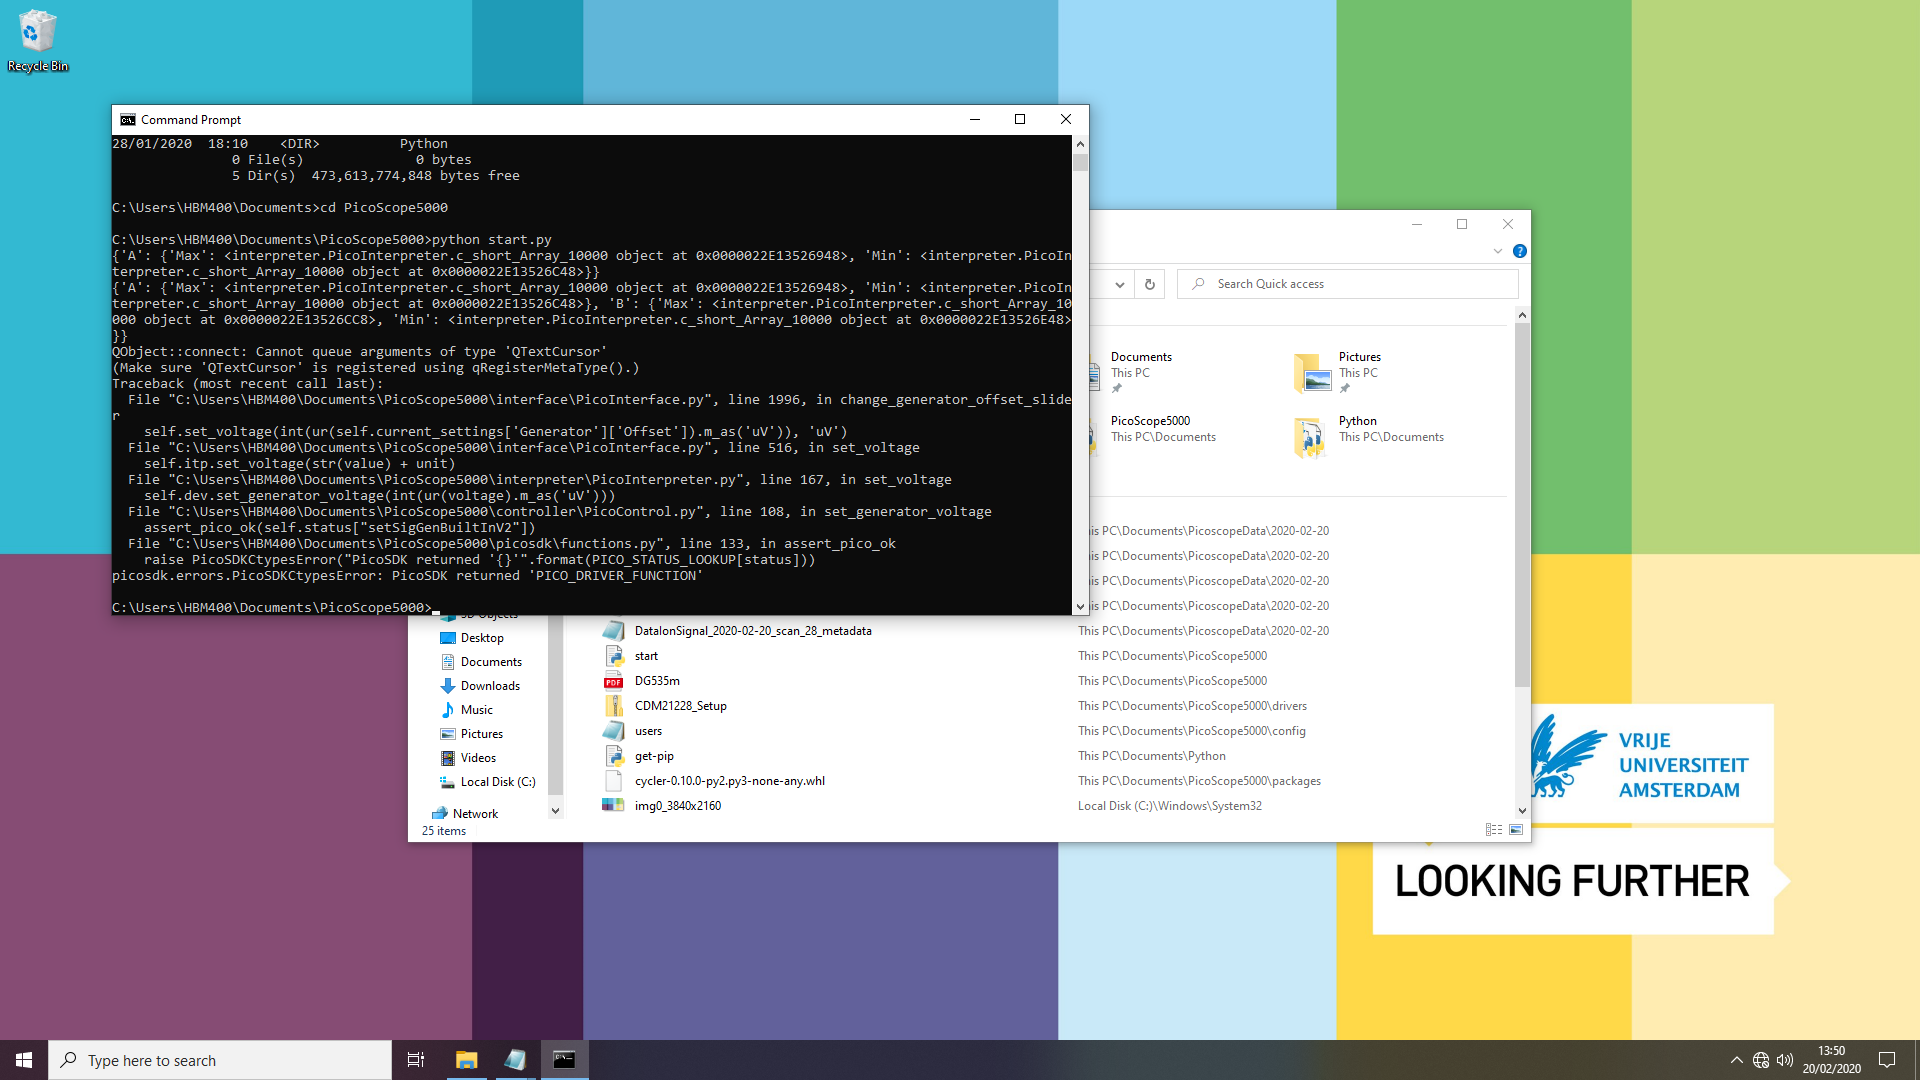 Recycle Bin
Command Prompt
28/01/2020  18:10    <DIR>          Python
               0 File(s)              0 bytes
               5 Dir(s)  473,613,774,848 bytes free
C:\Users\HBM400\Documents>cd PicoScope5000
C:\Users\HBM400\Documents\PicoScope5000>python start.py
{'A': {'Max': <interpreter.PicoInterpreter.c_short_Array_10000 object at 0x0000022E13526948>, 'Min': <interpreter.PicoIn
terpreter.c_short_Array_10000 object at 0x0000022E13526C48>}}
{'A': {'Max': <interpreter.PicoInterpreter.c_short_Array_10000 object at 0x0000022E13526948>, 'Min': <interpreter.PicoIn
terpreter.c_short_Array_10000 object at 0x0000022E13526C48>}, 'B': {'Max': <interpreter.PicoInterpreter.c_short_Array_10
000 object at 0x0000022E13526CC8>, 'Min': <interpreter.PicoInterpreter.c_short_Array_10000 object at 0x0000022E13526E48>
}}
QObject::connect: Cannot queue arguments of type 'QTextCursor'
(Make sure 'QTextCursor' is registered using qRegisterMetaType().)
Traceback (most recent call last):
  File "C:\Users\HBM400\Documents\PicoScope5000\interface\PicoInterface.py", line 1996, in change_generator_offset_slide
r
    self.set_voltage(int(ur(self.current_settings['Generator']['Offset']).m_as('uV')), 'uV')
  File "C:\Users\HBM400\Documents\PicoScope5000\interface\PicoInterface.py", line 516, in set_voltage
    self.itp.set_voltage(str(value) + unit)
  File "C:\Users\HBM400\Documents\PicoScope5000\interpreter\PicoInterpreter.py", line 167, in set_voltage
    self.dev.set_generator_voltage(int(ur(voltage).m_as('uV')))
  File "C:\Users\HBM400\Documents\PicoScope5000\controller\PicoControl.py", line 108, in set_generator_voltage
    assert_pico_ok(self.status["setSigGenBuiltInV2"])
  File "C:\Users\HBM400\Documents\PicoScope5000\picosdk\functions.py", line 133, in assert_pico_ok
    raise PicoSDKCtypesError("PicoSDK returned '{}'".format(PICO_STATUS_LOOKUP[status]))
picosdk.errors.PicoSDKCtypesError: PicoSDK returned 'PICO_DRIVER_FUNCTION'
C:\Users\HBM400\Documents\PicoScope5000>
Search Quick access
Documents
This PC
Pictures
This PC
PicoScope5000
This PC\Documents
Python
This PC\Documents
This PC\Documents\PicoscopeData\2020-02-20
This PC\Documents\PicoscopeData\2020-02-20
This PC\Documents\PicoscopeData\2020-02-20
This PC\Documents\PicoscopeData\2020-02-20
3D Objects
Desktop
Documents
Downloads
Music
Pictures
Videos
Local Disk (C:)
Network
25 items
DataIonSignal_2020-02-20_scan_28_metadata This PC\Documents\PicoscopeData\2020-02-20
start This PC\Documents\PicoScope5000
DG535m This PC\Documents\PicoScope5000
CDM21228_Setup This PC\Documents\PicoScope5000\drivers
users This PC\Documents\PicoScope5000\config
get-pip This PC\Documents\Python
cycler-0.10.0-py2.py3-none-any.whl This PC\Documents\PicoScope5000\packages
img0_3840x2160 Local Disk (C:)\Windows\System32
PDF
VRIJE
UNIVERSITEIT
AMSTERDAM
LOOKING FURTHER
Type here to search
13:50
20/02/2020